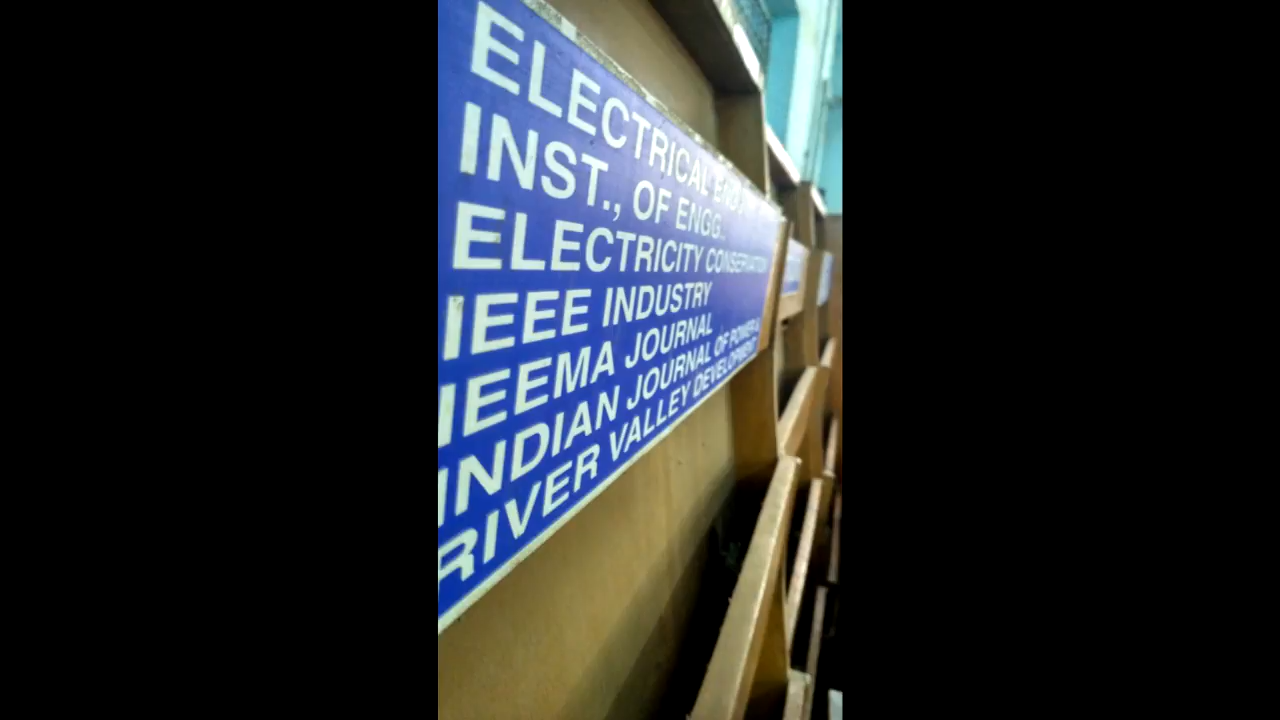 ELECTRICAL ENGG.
INST., OF ENGG..
ELECTRICITY CONSERVATION
IEEE INDUSTRY
IEEMA JOURNAL
INDIAN JOURNAL OF POWER &
RIVER VALLEY DEVELOPMENT